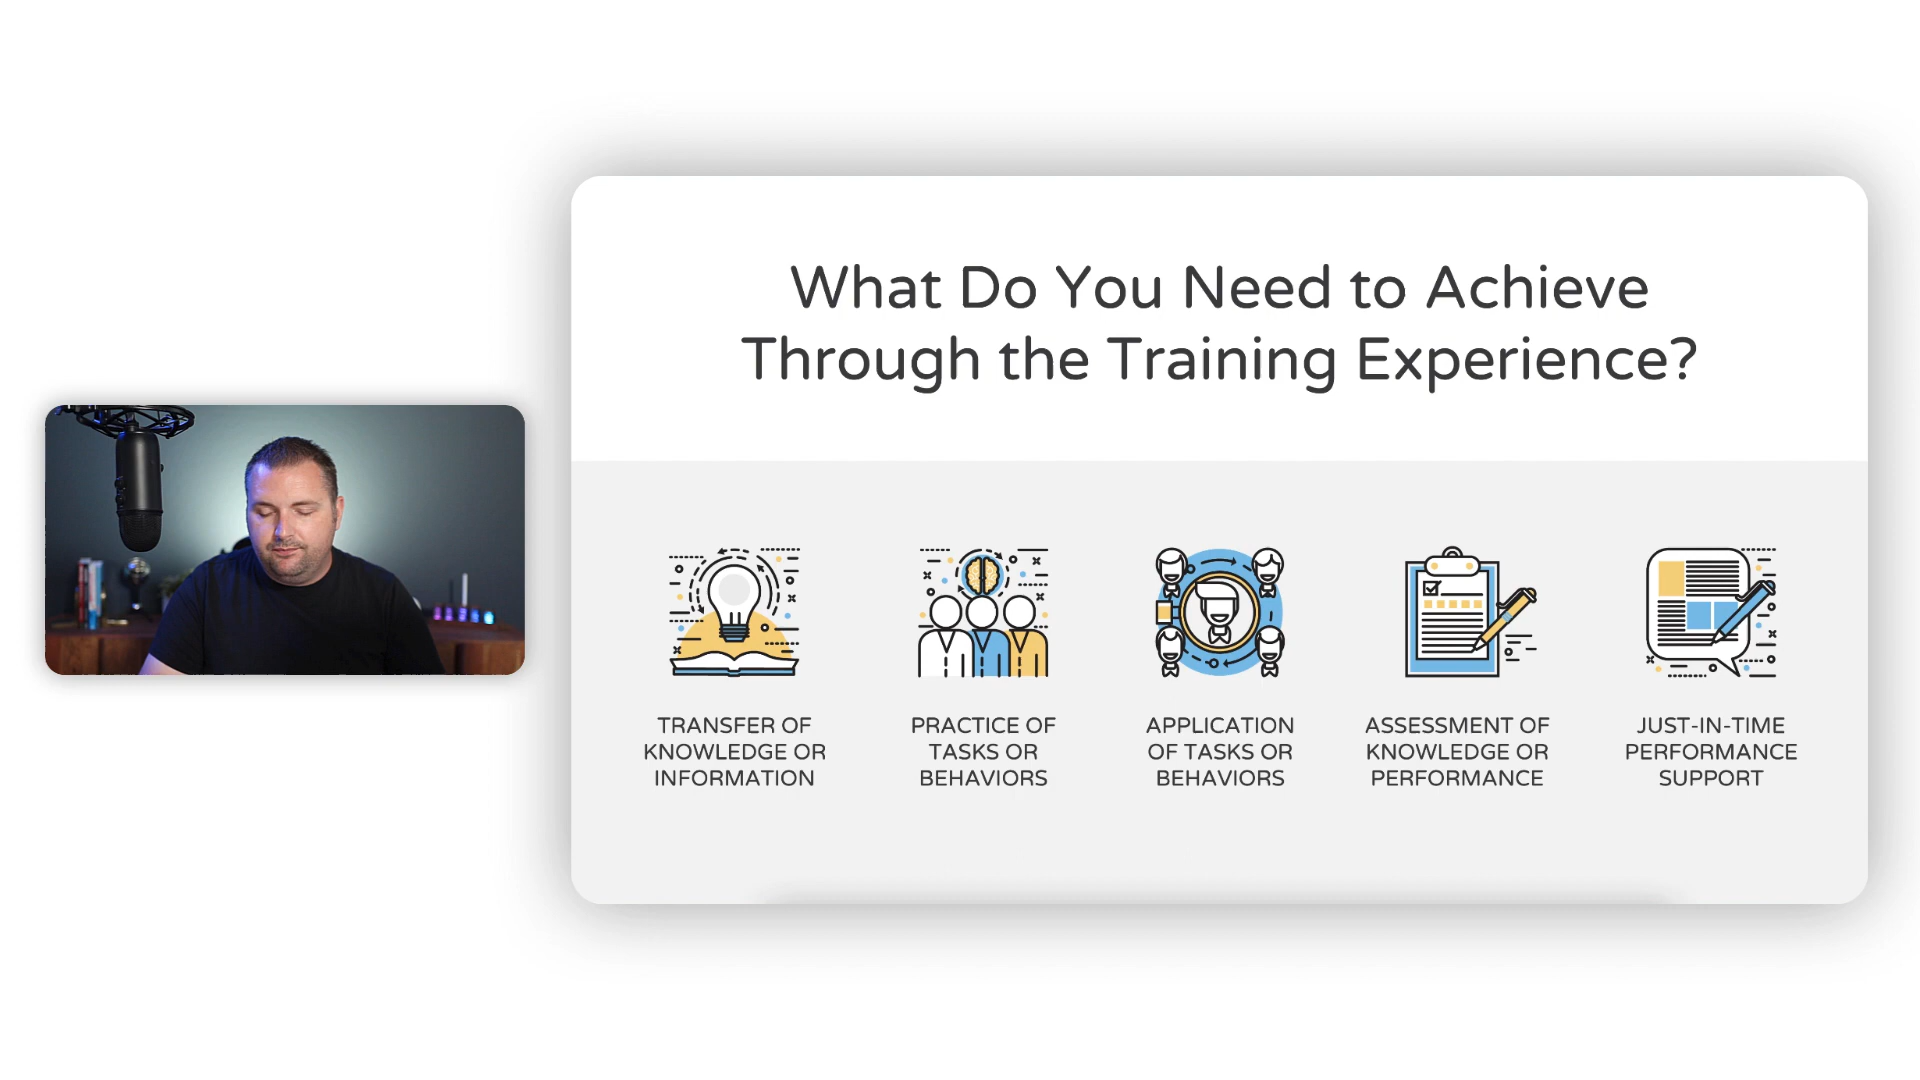 What Do You Need to Achieve
Through the Training Experience?
TRANSFER OF
KNOWLEDGE OR
INFORMATION
PRACTICE OF
TASKS OR
BEHAVIORS
APPLICATION
OF TASKS OR
BEHAVIORS
ASSESSMENT OF
KNOWLEDGE OR
PERFORMANCE
JUST-IN-TIME
PERFORMANCE
SUPPORT